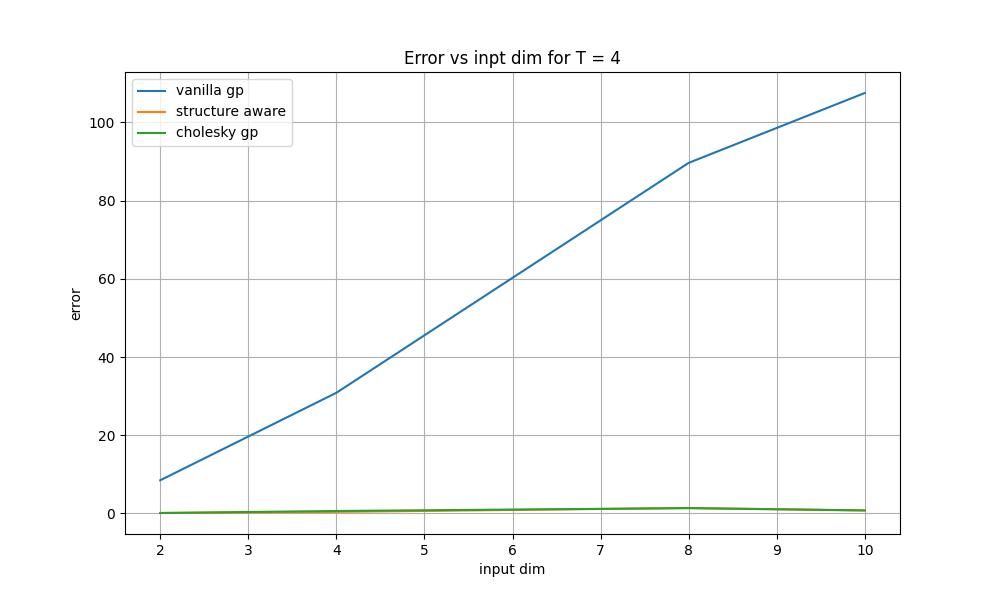 Error vs inpt dim for T = 4
vanilla gp
structure aware
cholesky gp
100
80
60
40
20
0
error
2 3 4 5 6 7 8 9 10
input dim